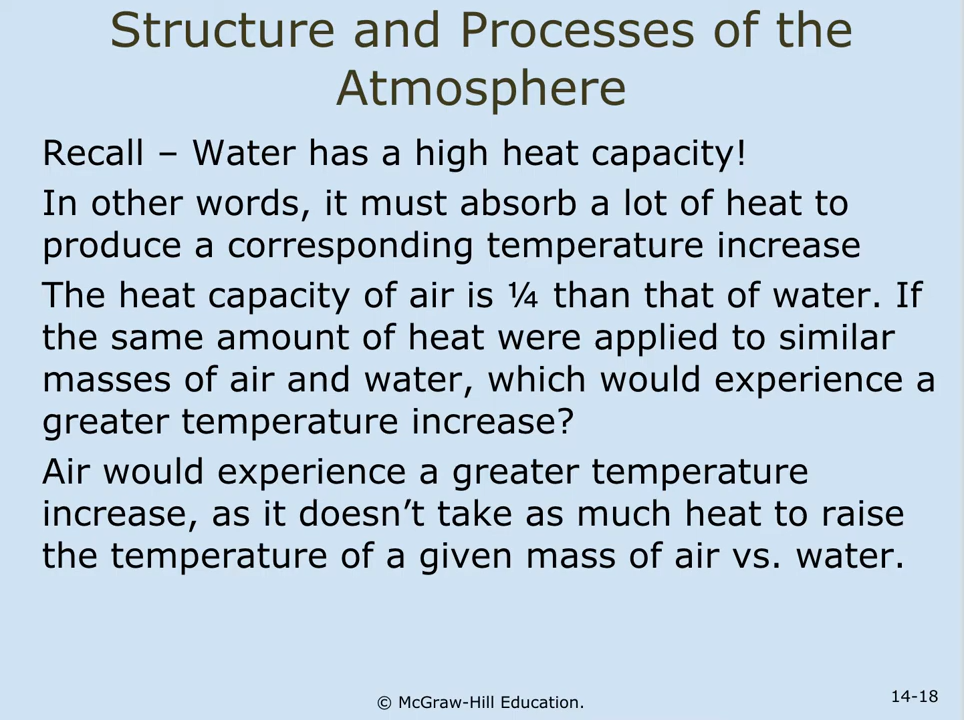 Structure and Processes of the
Atmosphere
Recall – Water has a high heat capacity!
In other words, it must absorb a lot of heat to
produce a corresponding temperature increase
The heat capacity of air is ¼ than that of water. If
the same amount of heat were applied to similar
masses of air and water, which would experience a
greater temperature increase?
Air would experience a greater temperature
increase, as it doesn’t take as much heat to raise
the temperature of a given mass of air vs. water.
© McGraw-Hill Education.
14-18